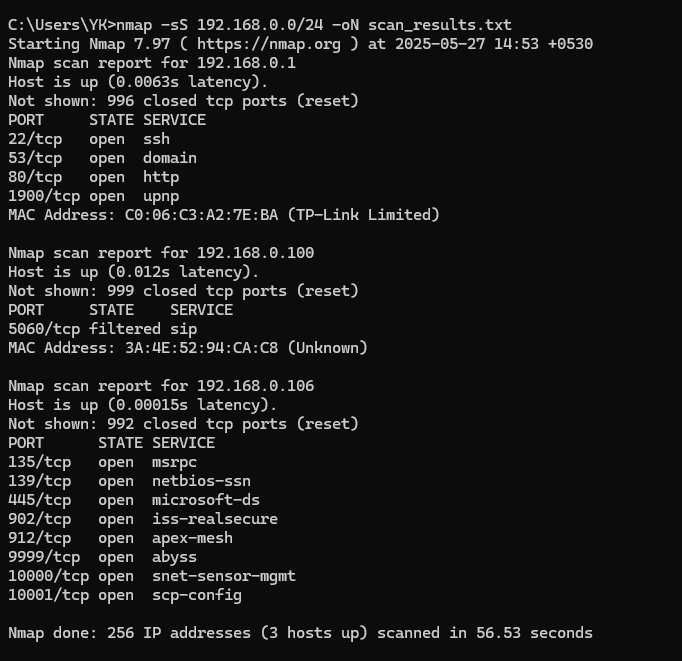 C:\Users\YK>nmap -sS 192.168.0.0/24 -oN scan_results.txt
Starting Nmap 7.97 ( https://nmap.org ) at 2025-05-27 14:53 +0530
Nmap scan report for 192.168.0.1
Host is up (0.0063s latency).
Not shown: 996 closed tcp ports (reset)
PORT     STATE SERVICE
22/tcp   open  ssh
53/tcp   open  domain
80/tcp   open  http
1900/tcp open  upnp
MAC Address: C0:06:C3:A2:7E:BA (TP-Link Limited)

Nmap scan report for 192.168.0.100
Host is up (0.012s latency).
Not shown: 999 closed tcp ports (reset)
PORT     STATE    SERVICE
5060/tcp filtered sip
MAC Address: 3A:4E:52:94:CA:C8 (Unknown)

Nmap scan report for 192.168.0.106
Host is up (0.00015s latency).
Not shown: 992 closed tcp ports (reset)
PORT      STATE SERVICE
135/tcp   open  msrpc
139/tcp   open  netbios-ssn
445/tcp   open  microsoft-ds
902/tcp   open  iss-realsecure
912/tcp   open  apex-mesh
9999/tcp  open  abyss
10000/tcp open  snet-sensor-mgmt
10001/tcp open  scp-config

Nmap done: 256 IP addresses (3 hosts up) scanned in 56.53 seconds